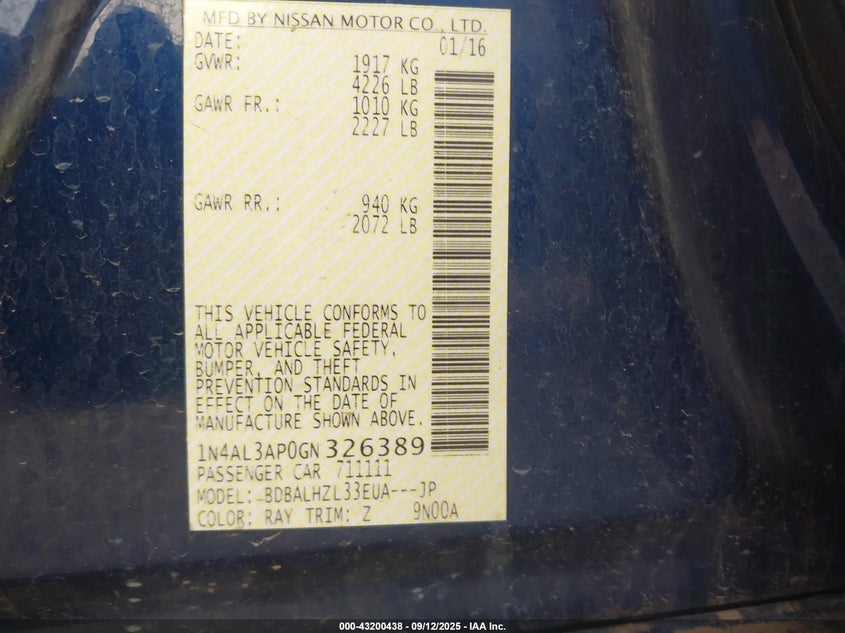 MFD BY NISSAN MOTOR CO., LTD.
DATE: 01/16
GVWR: 1917 KG
4226 LB
GAWR FR.: 1010 KG
2227 LB
GAWR RR.: 940 KG
2072 LB
THIS VEHICLE CONFORMS TO
ALL APPLICABLE FEDERAL
MOTOR VEHICLE SAFETY,
BUMPER, AND THEFT
PREVENTION STANDARDS IN
EFFECT ON THE DATE OF
MANUFACTURE SHOWN ABOVE.
1N4AL3AP0GN326389
PASSENGER CAR 711111
MODEL: BDBALHZL33EUA---JP
COLOR: RAY TRIM: Z 9N00A
000-43200438 - 09/12/2025 - IAA Inc.